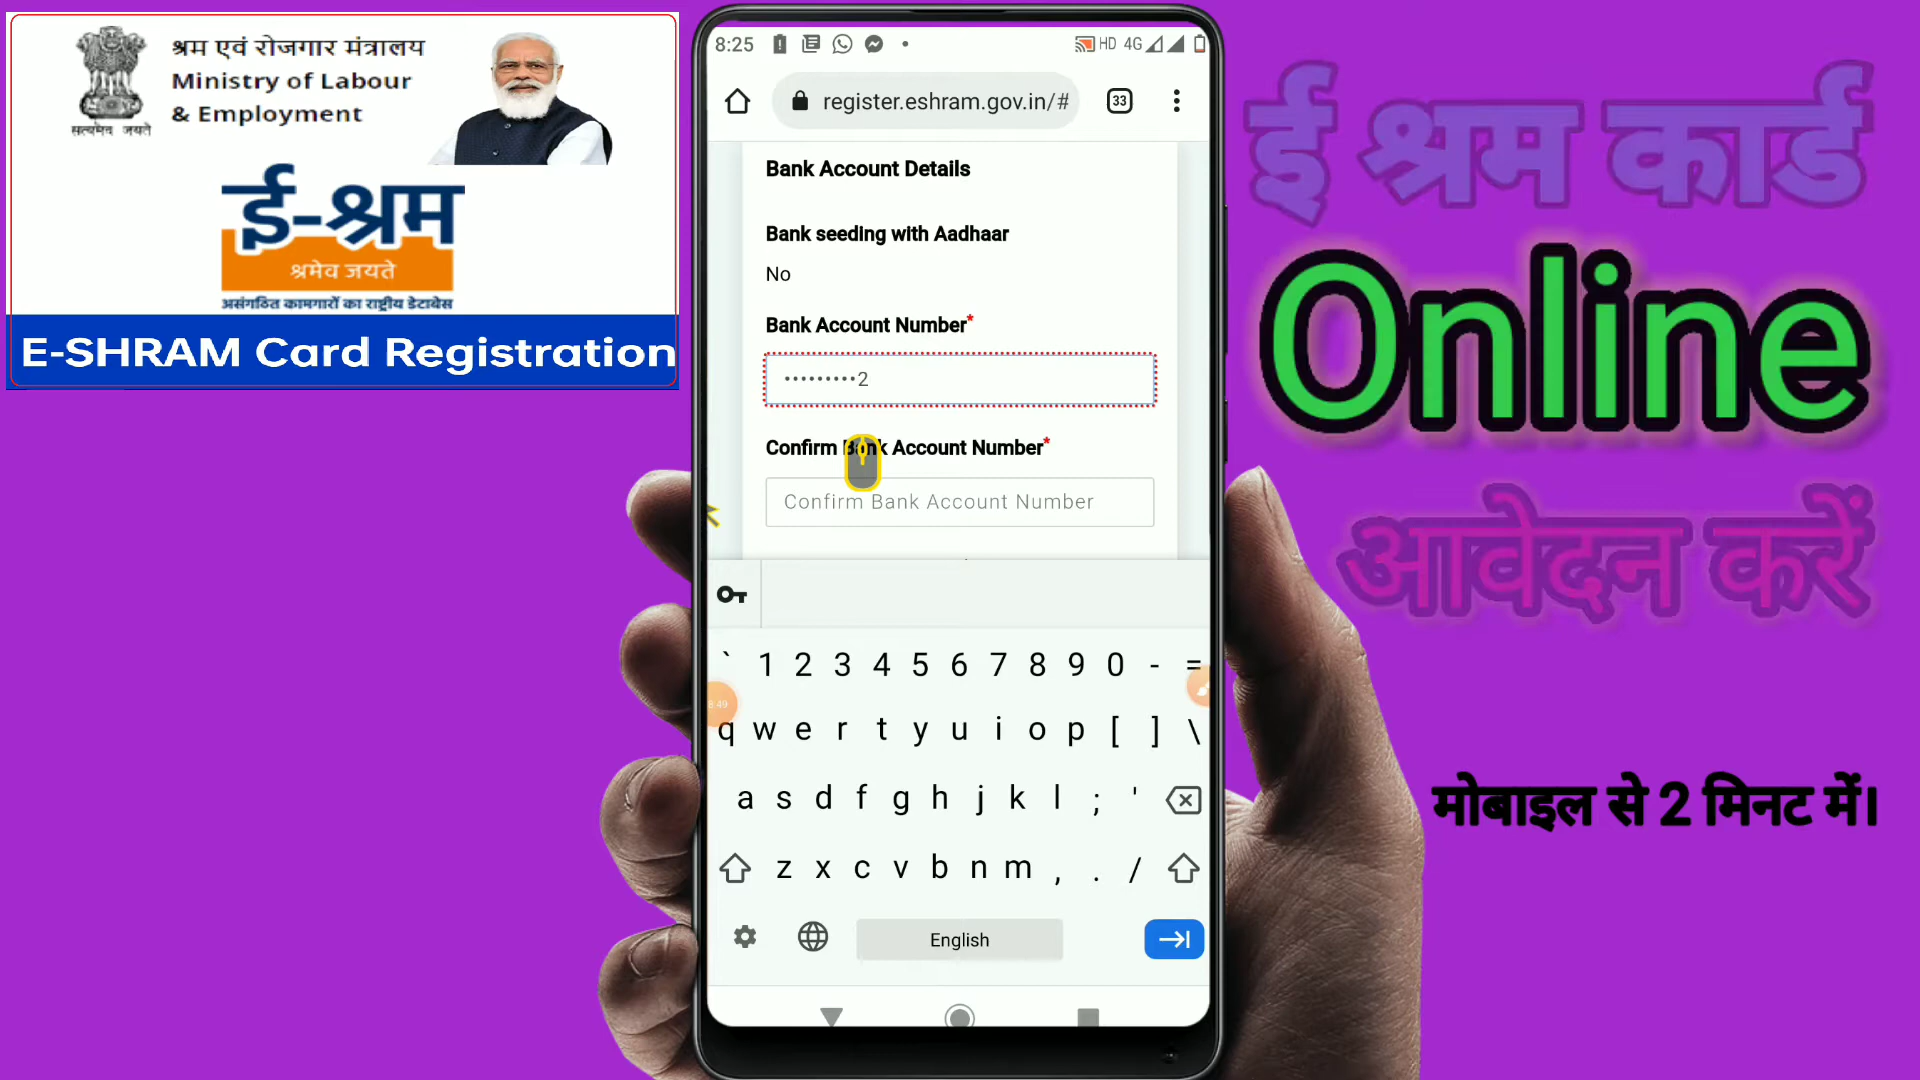 श्रम एवं रोजगार मंत्रालय
Ministry of Labour
& Employment
सत्यमेव जयते
ई-श्रम
श्रमेव जयते
असंगठित कामगारों का राष्ट्रीय डेटाबेस
E-SHRAM Card Registration
8:25
HD 4G
register.eshram.gov.in/#
33
Bank Account Details
Bank seeding with Aadhaar
No
Bank Account Number*
•••••••••2
Confirm Bank Account Number*
Confirm Bank Account Number
` 1 2 3 4 5 6 7 8 9 0 - =
q w e r t y u i o p [ ] \
a s d f g h j k l ; '
z x c v b n m , . /
English
ई श्रम कार्ड
Online
आवेदन करें
मोबाइल से 2 मिनट में।